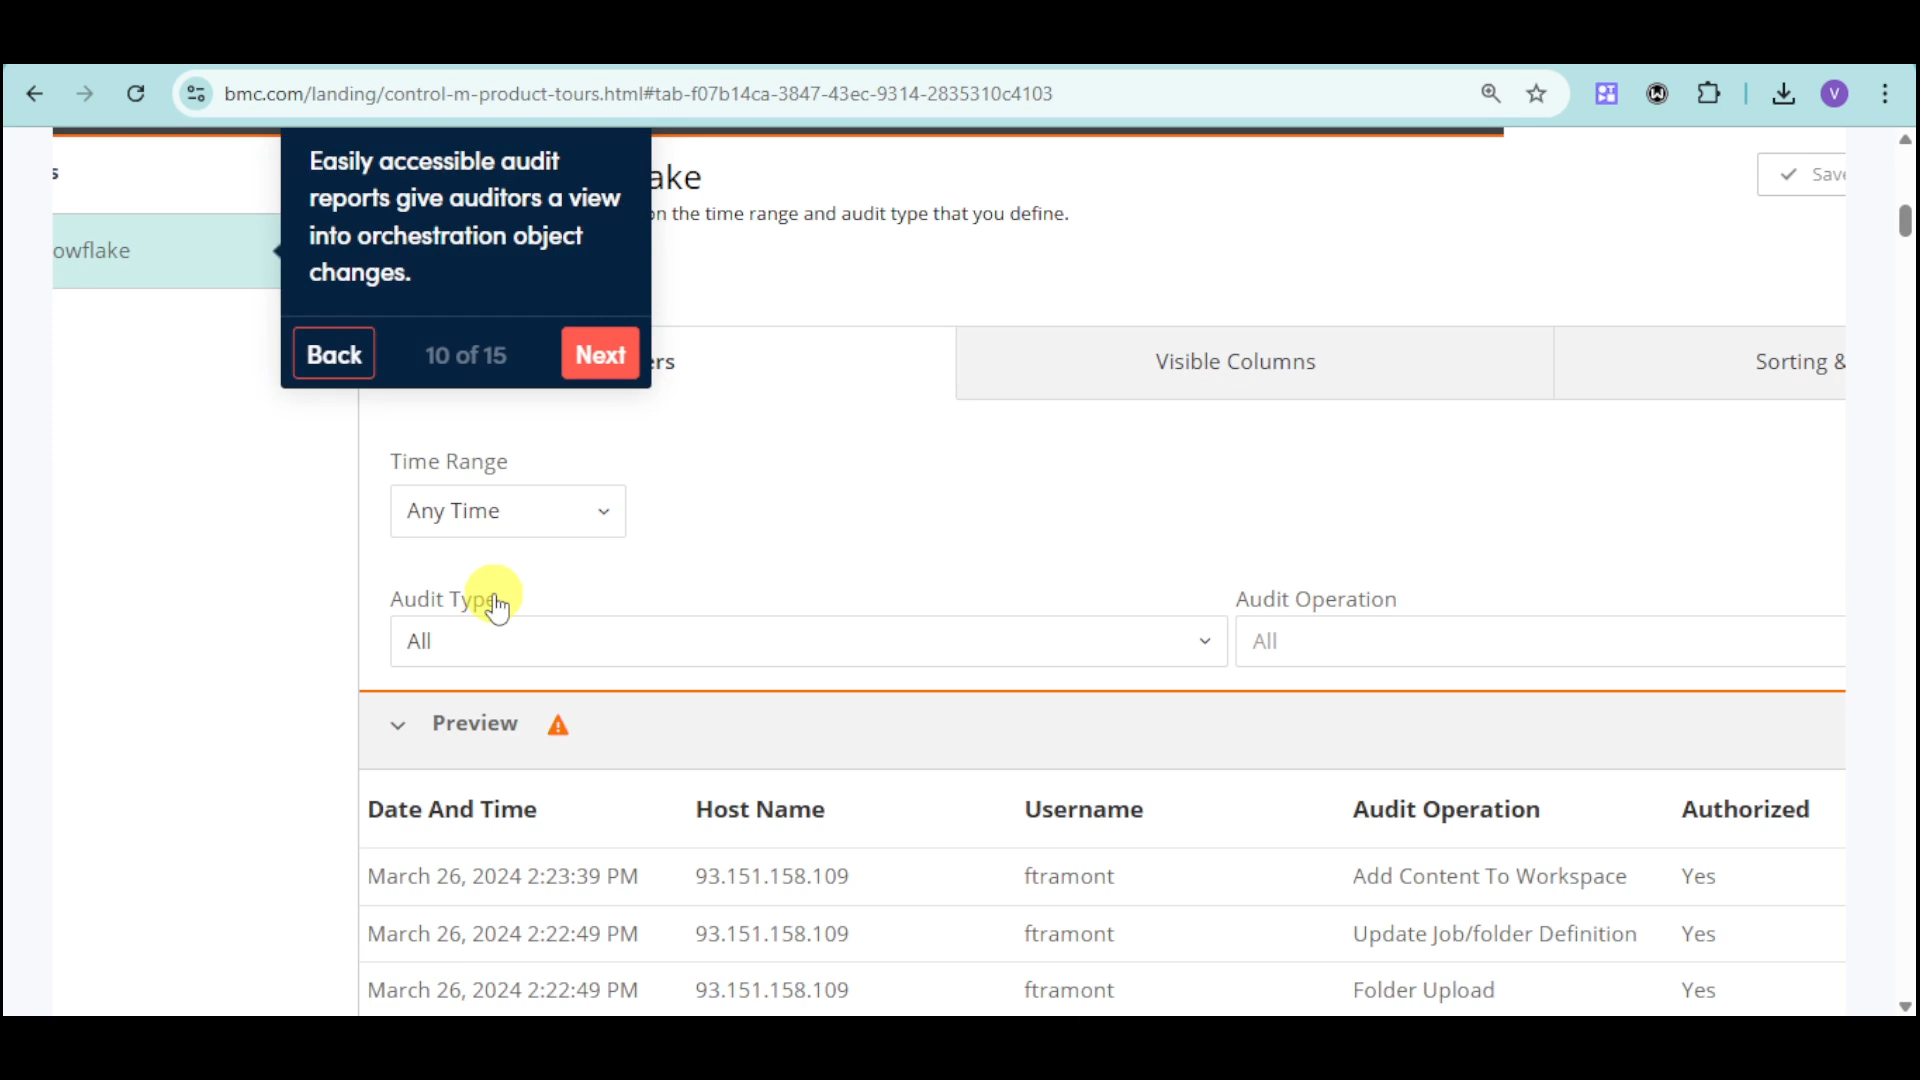 bmc.com/landing/control-m-product-tours.html#tab-f07b14ca-3847-43ec-9314-2835310c4103
V
s
owflake
Easily accessible audit
reports give auditors a view
into orchestration object
changes.
Back
10 of 15
Next
ake
on the time range and audit type that you define.
Save
ers
Visible Columns
Sorting &
Time Range
Any Time
Audit Type
All
Audit Operation
All
Preview
Date And Time Host Name Username Audit Operation Authorized
March 26, 2024 2:23:39 PM 93.151.158.109 ftramont Add Content To Workspace Yes
March 26, 2024 2:22:49 PM 93.151.158.109 ftramont Update Job/folder Definition Yes
March 26, 2024 2:22:49 PM 93.151.158.109 ftramont Folder Upload Yes